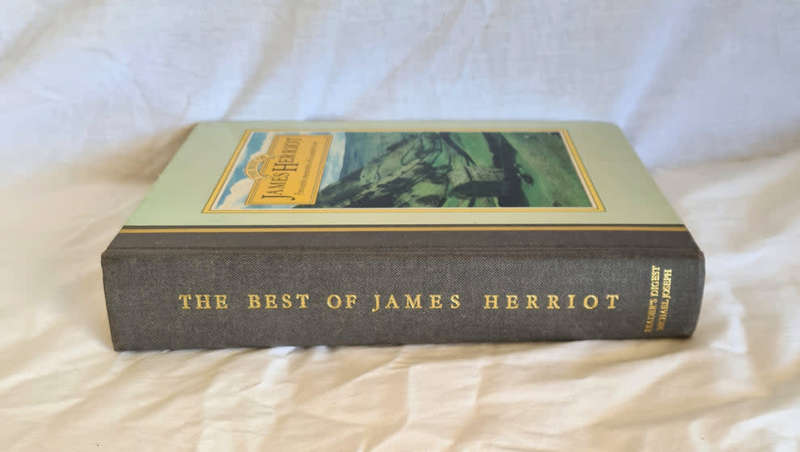 JAMES HERRIOT
THE BEST OF JAMES HERRIOT
READER'S DIGEST
MICHAEL JOSEPH